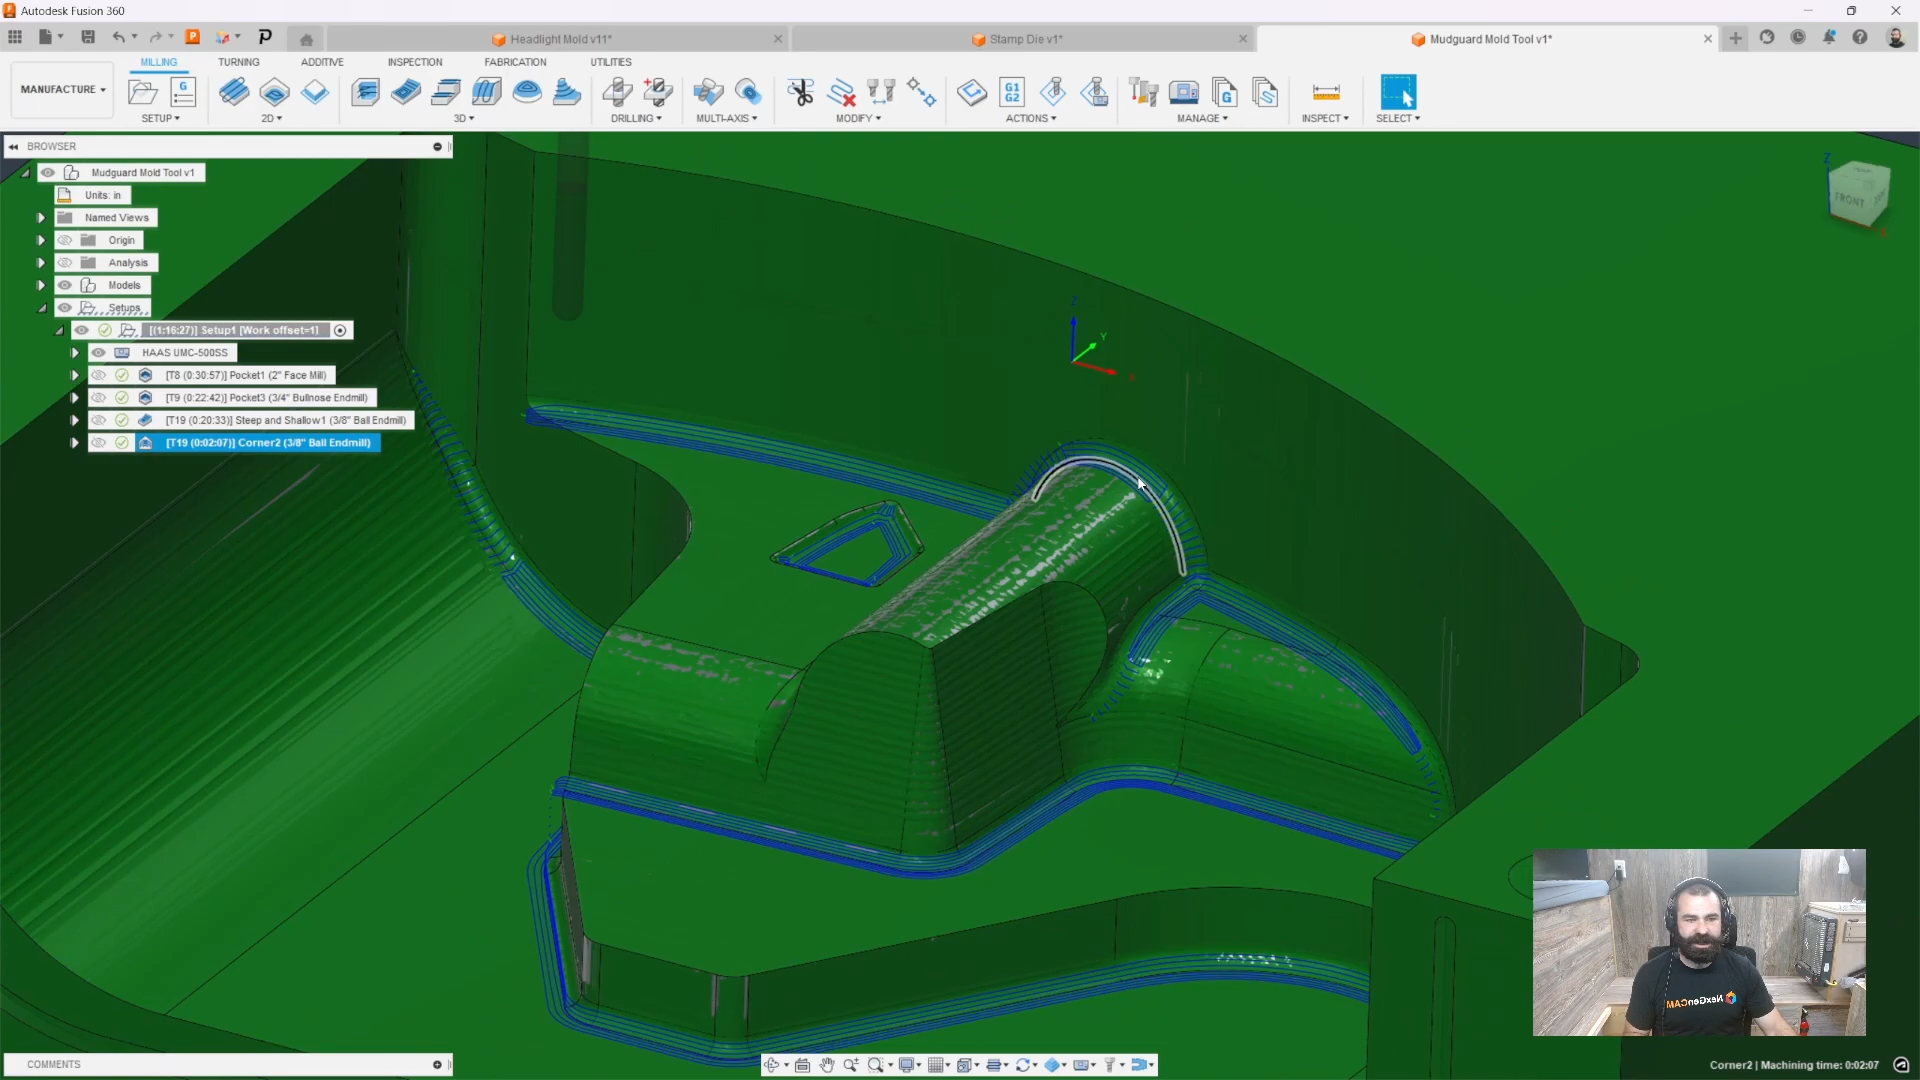 Autodesk Fusion 360
Headlight Mold v11*
Stamp Die v1*
Mudguard Mold Tool v1*
MILLING
TURNING
ADDITIVE
INSPECTION
FABRICATION
UTILITIES
MANUFACTURE
G
G1
G2
G
SETUP
2D
3D
DRILLING
MULTI-AXIS
MODIFY
ACTIONS
MANAGE
INSPECT
SELECT
BROWSER
Mudguard Mold Tool v1
Units: in
Named Views
Origin
Analysis
Models
Setups
[(1:16:27)] Setup1 [Work offset=1]
HAAS UMC-500SS
[T8 (0:30:57)] Pocket1 (2" Face Mill)
[T9 (0:22:42)] Pocket3 (3/4" Bullnose Endmill)
[T19 (0:20:33)] Steep and Shallow1 (3/8" Ball Endmill)
[T19 (0:02:07)] Corner2 (3/8" Ball Endmill)
Z
FRONT
Z
Y
X
NexGenCAM
COMMENTS
Corner2 | Machining time: 0:02:07